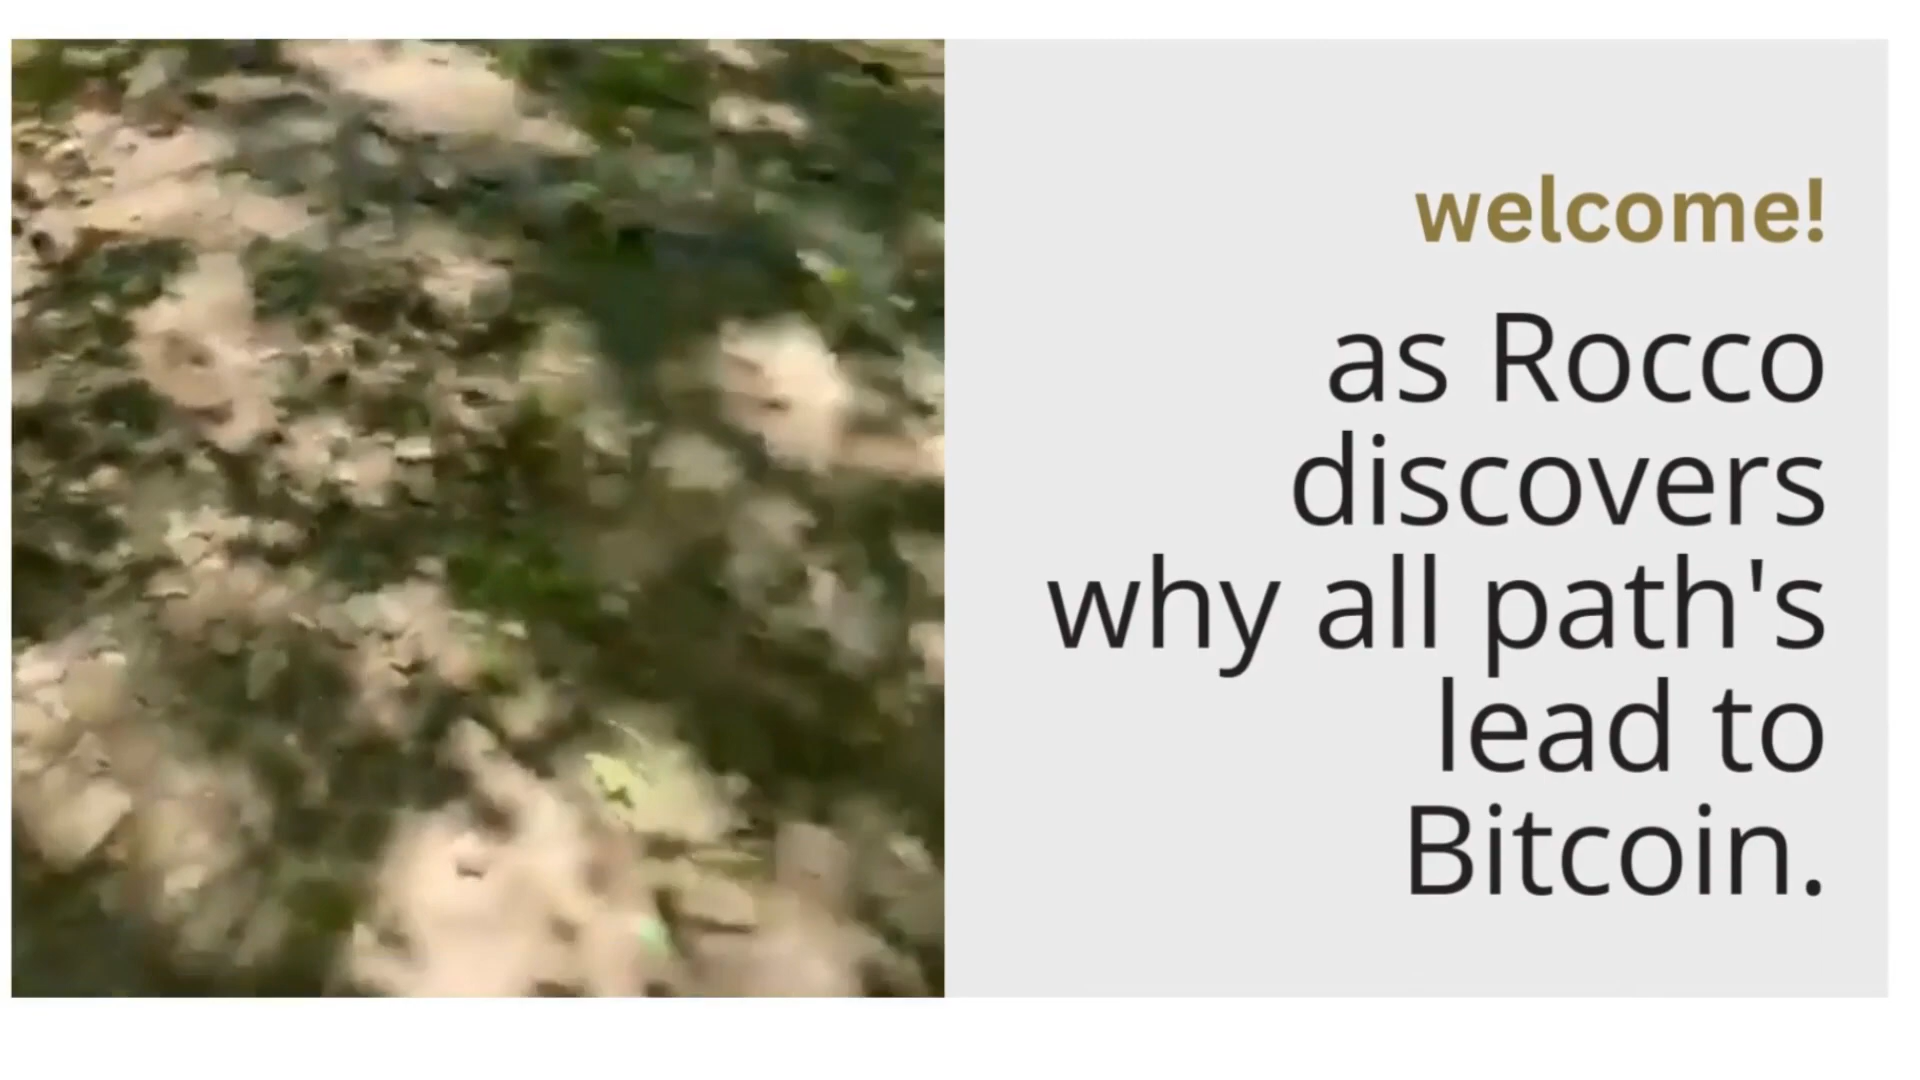 welcome!
as Rocco
discovers
why all path's
lead to
Bitcoin.